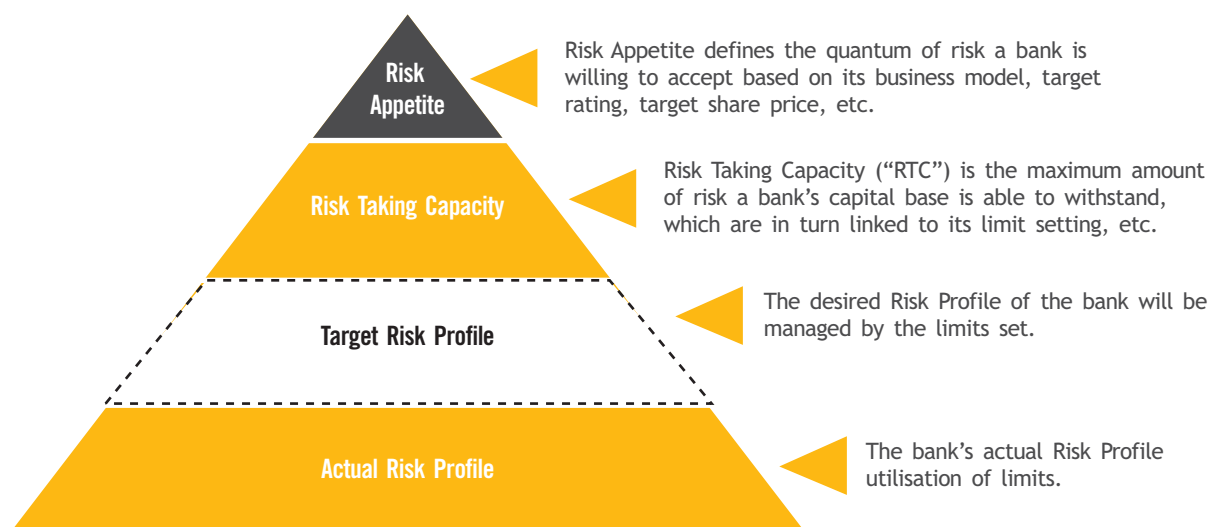 Risk
Appetite
Risk Appetite defines the quantum of risk a bank is
willing to accept based on its business model, target
rating, target share price, etc.
Risk Taking Capacity
Risk Taking Capacity (“RTC”) is the maximum amount
of risk a bank’s capital base is able to withstand,
which are in turn linked to its limit setting, etc.
Target Risk Profile
The desired Risk Profile of the bank will be
managed by the limits set.
Actual Risk Profile
The bank’s actual Risk Profile
utilisation of limits.